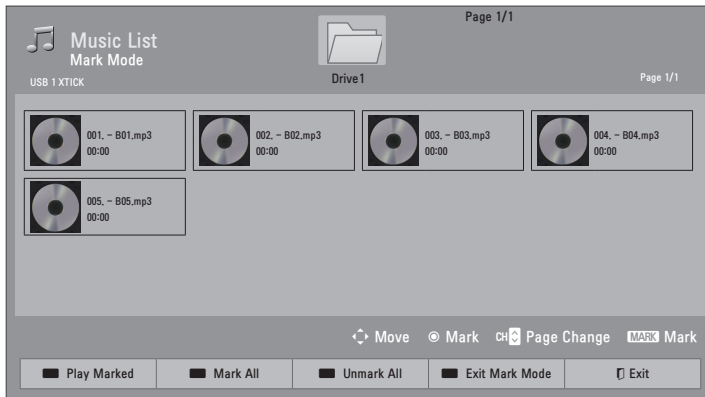 Page 1/1
Music List
Mark Mode
USB 1 XTICK
Drive1
Page 1/1
001. - B01.mp3
00:00
002. - B02.mp3
00:00
003. - B03.mp3
00:00
004. - B04.mp3
00:00
005. - B05.mp3
00:00
Move
Mark
CH Page Change
MARK Mark
Play Marked
Mark All
Unmark All
Exit Mark Mode
Exit